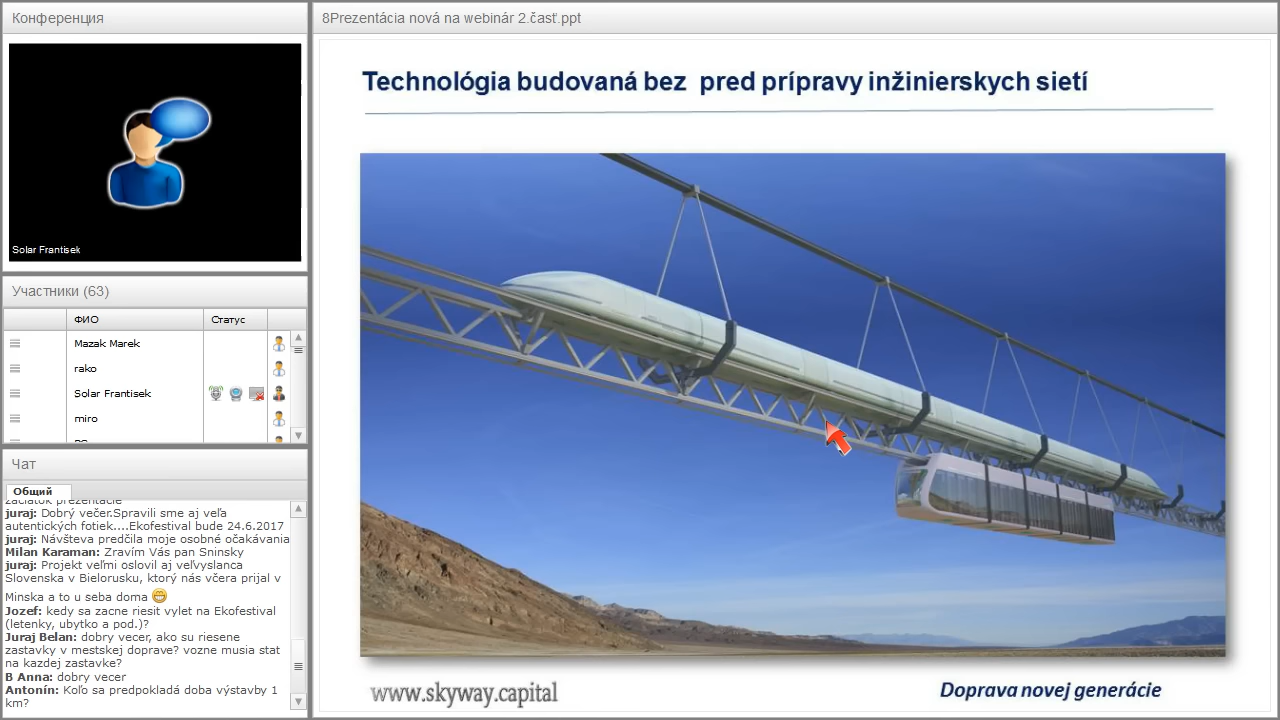 Конференция
Solar Frantisek
Участники (63)
ФИО
Статус
Mazak Marek
rako
Solar Frantisek
miro
Чат
Общий
zaciatok prezentacie
juraj: Dobrý večer.Spravili sme aj veľa
autentických fotiek....Ekofestival bude 24.6.2017
juraj: Návšteva predčila moje osobné očakávania
Milan Karaman: Zravím Vás pan Sninsky
juraj: Projekt veľmi oslovil aj veľvyslanca
Slovenska v Bielorusku, ktorý nás včera prijal v
Minska a to u seba doma
Jozef: kedy sa zacne riesit vylet na Ekofestival
(letenky, ubytko a pod.)?
Juraj Belan: dobry vecer, ako su riesene
zastavky v mestskej doprave? vozne musia stat
na kazdej zastavke?
B Anna: dobry vecer
Antonín: Koľo sa predpokladá doba výstavby 1
km?
8Prezentácia nová na webinár 2.časť.ppt
Technológia budovaná bez pred prípravy inžinierskych sietí
www.skyway.capital
Doprava novej generácie